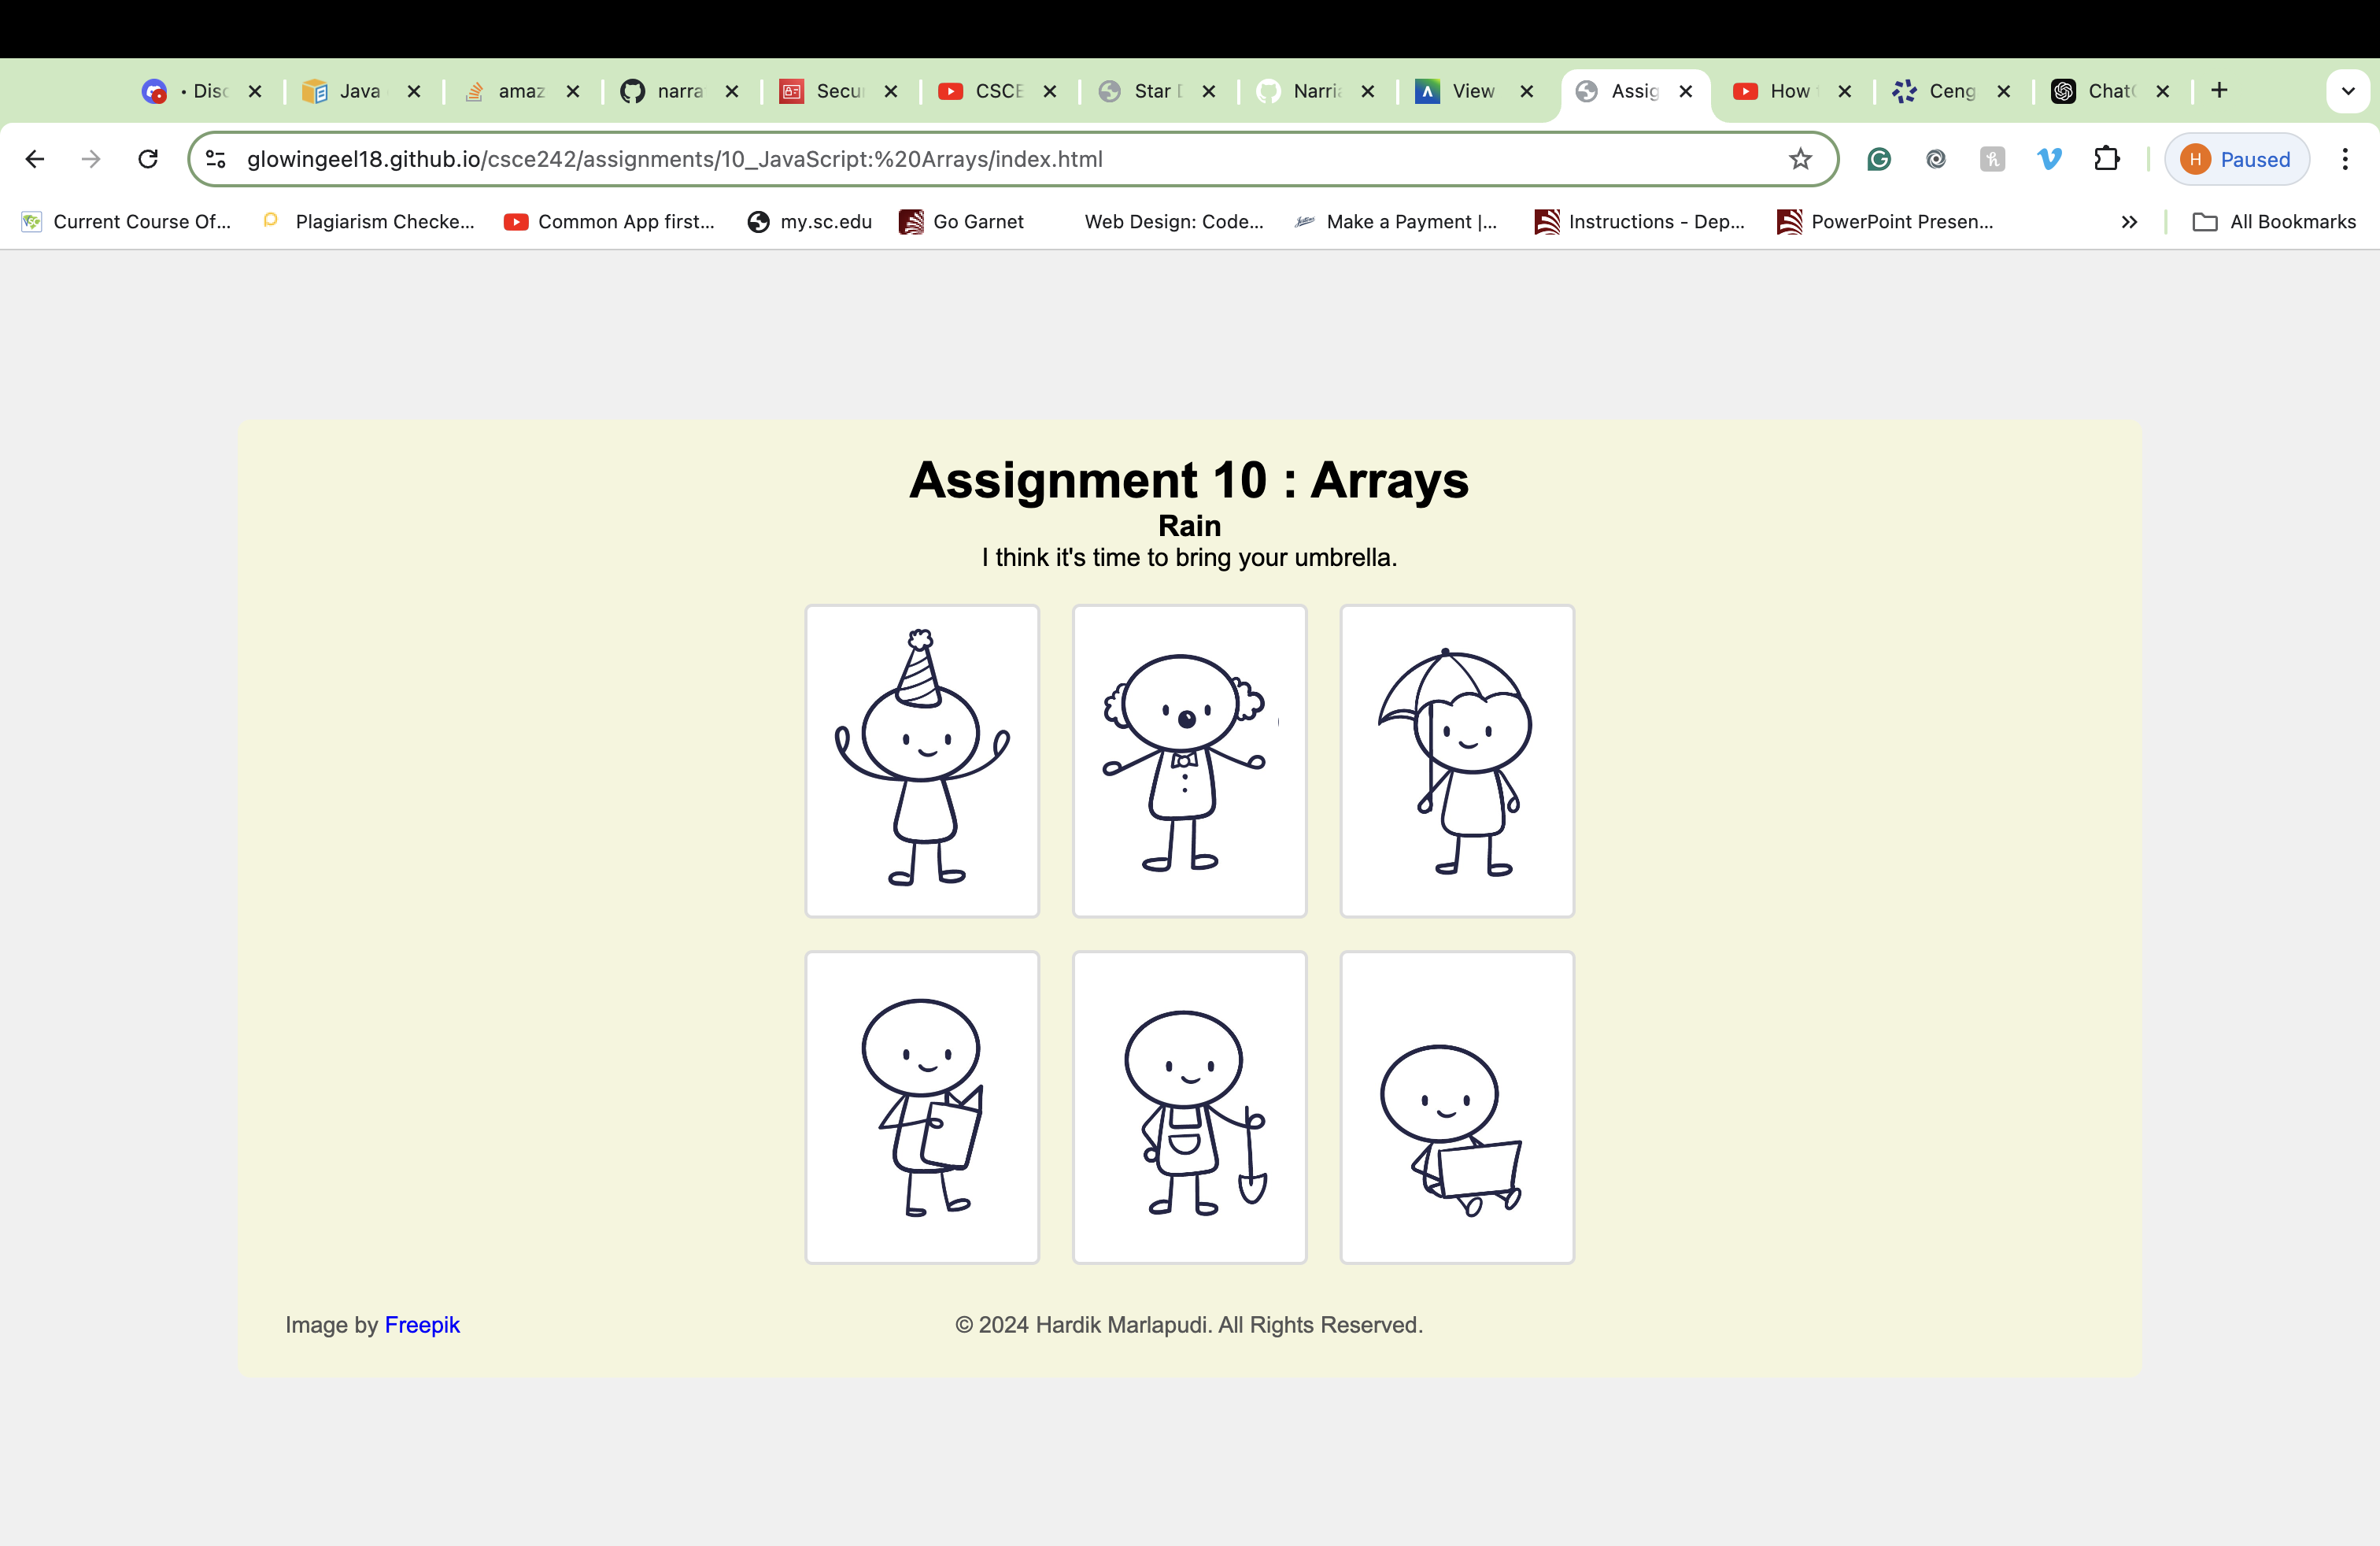 Disc
Java
amaz
narra
Secur
CSCE
Star D
Narria
View
Assig
How
Ceng
ChatG
glowingeel18.github.io/csce242/assignments/10_JavaScript:%20Arrays/index.html
H Paused
Current Course Of...
Plagiarism Checke...
Common App first...
my.sc.edu
Go Garnet
Web Design: Code...
Make a Payment |...
Instructions - Dep...
PowerPoint Presen...
All Bookmarks
Assignment 10 : Arrays
Rain
I think it's time to bring your umbrella.
Image by Freepik
© 2024 Hardik Marlapudi. All Rights Reserved.